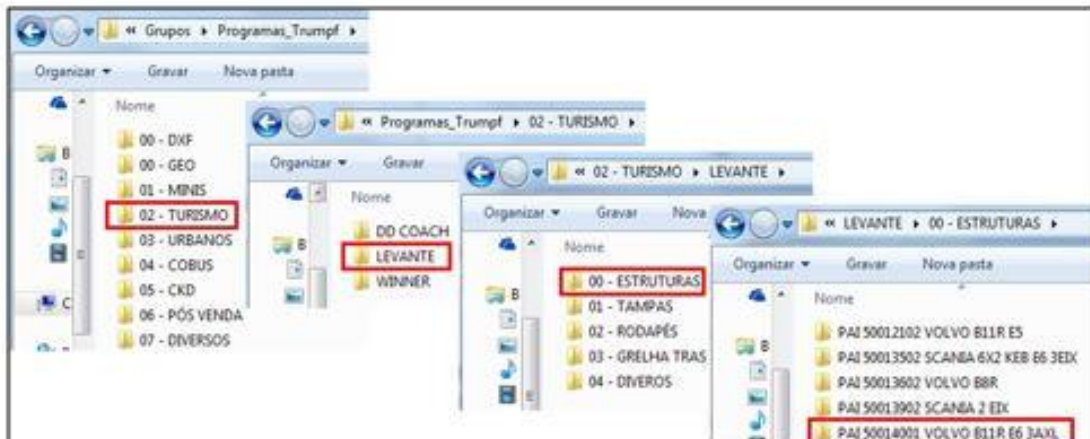 « Grupos ▸ Programas_Trumpf ▸
Organizar Gravar Nova pasta
Nome
00 - DXF
00 - GEO
01 - MINIS
02 - TURISMO
03 - URBANOS
04 - COBUS
05 - CKD
06 - PÓS VENDA
07 - DIVERSOS
B
C
« Programas_Trumpf ▸ 02 - TURISMO ▸
Organizar Gravar
Nome
DD COACH
LEVANTE
WINNER
B
« 02 - TURISMO ▸ LEVANTE ▸
Organizar Gravar Nova
Nome
00 - ESTRUTURAS
01 - TAMPAS
02 - RODAPÉS
03 - GRELHA TRAS
04 - DIVEROS
B
« LEVANTE ▸ 00 - ESTRUTURAS ▸
Organizar Gravar Nova pasta
Nome
PAI 50012102 VOLVO B11R E5
PAI 50013502 SCANIA 6X2 KEB E6 3EIX
PAI 50013602 VOLVO B8R
PAI 50013902 SCANIA 2 EIX
PAI 50014001 VOLVO B11R E6 3AXL
B